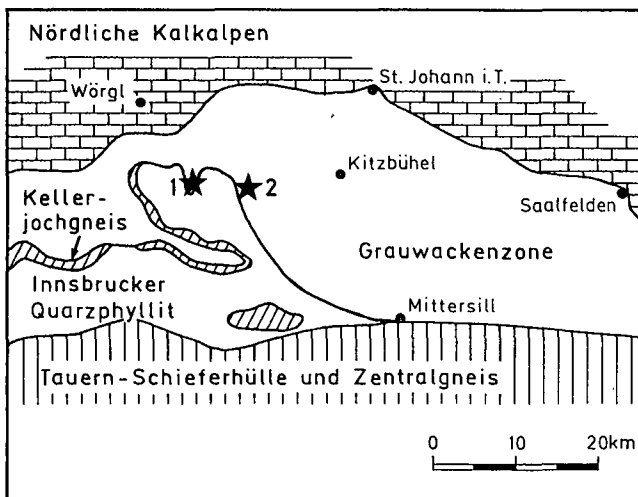 Nördliche Kalkalpen
St. Johann i.T.
Wörgl
Kitzbühel
1
2
Keller-
jochgneis
Saalfelden
Grauwackenzone
Innsbrucker
Quarzphyllit
Mittersill
Tauern-Schieferhülle und Zentralgneis
0 10 20km